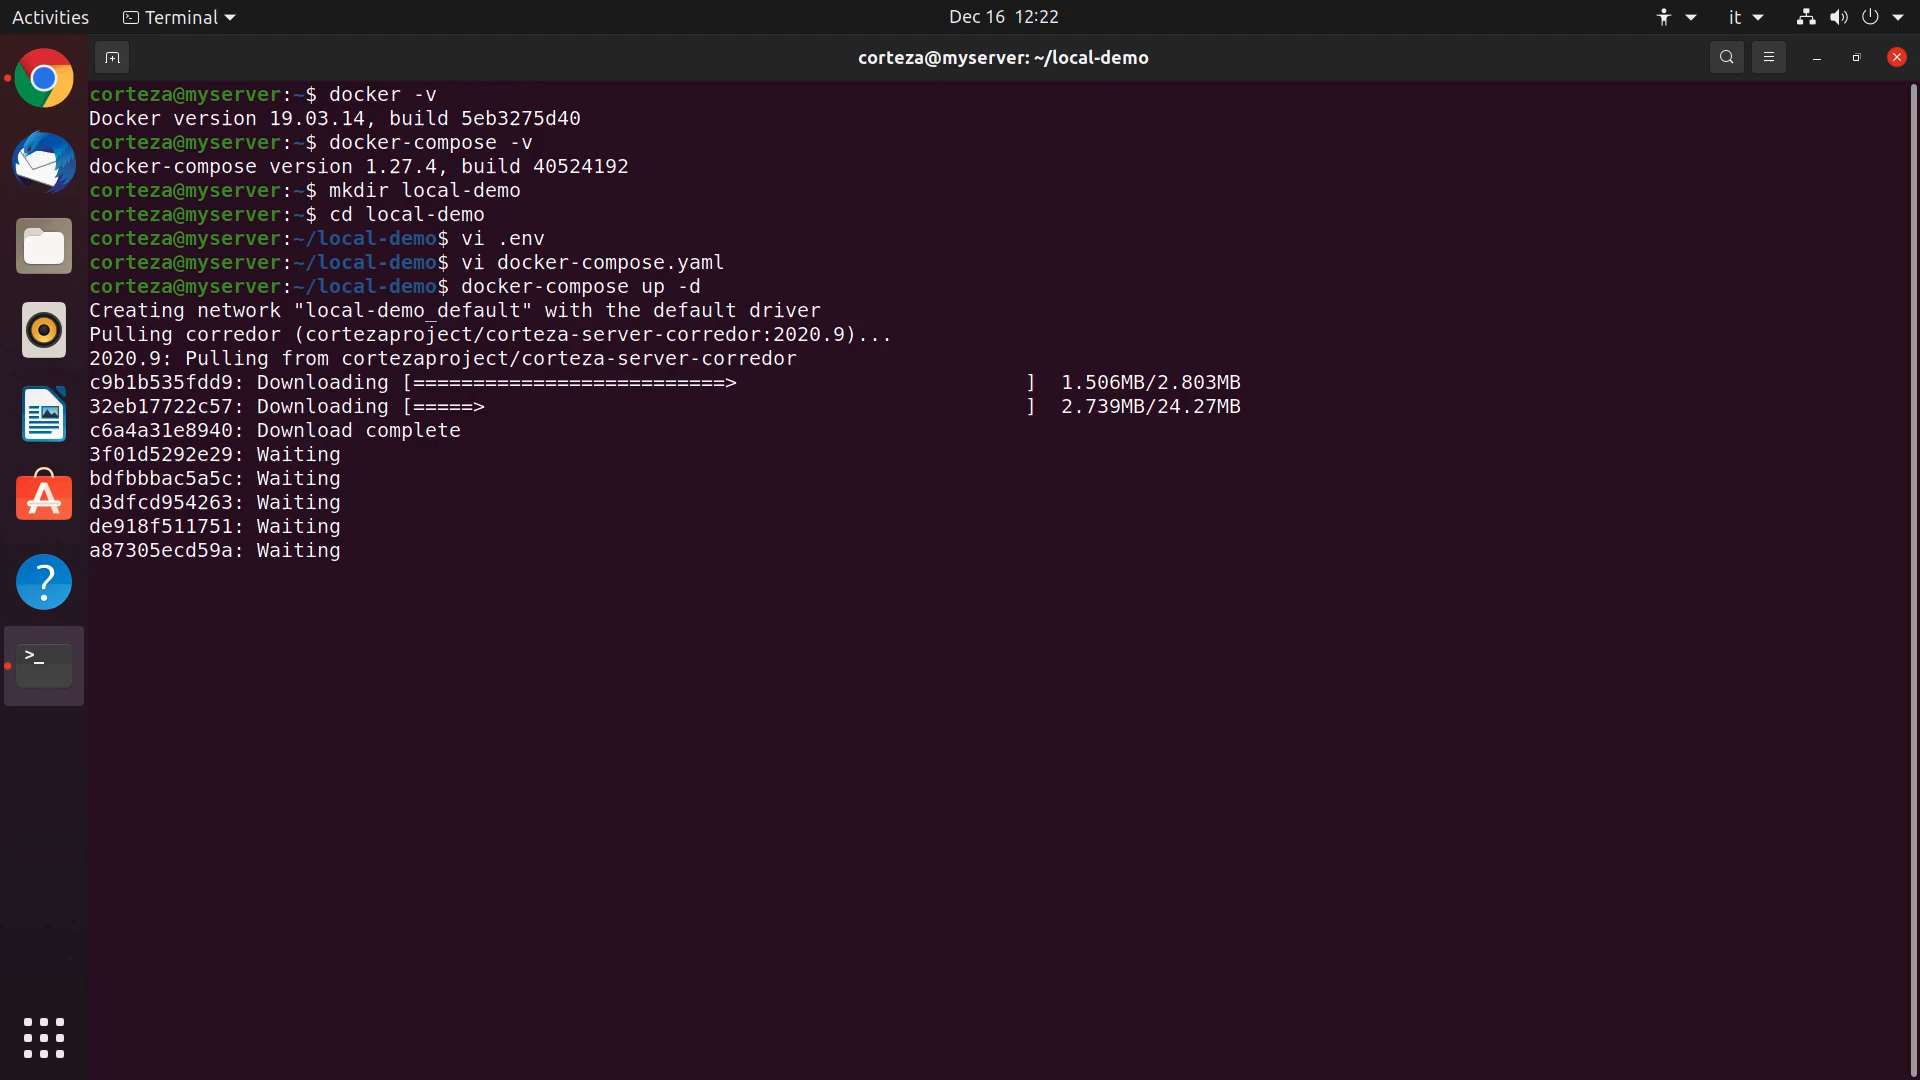 Activities Terminal Dec 16 12:22 it
corteza@myserver: ~/local-demo
corteza@myserver:~$ docker -v
Docker version 19.03.14, build 5eb3275d40
corteza@myserver:~$ docker-compose -v
docker-compose version 1.27.4, build 40524192
corteza@myserver:~$ mkdir local-demo
corteza@myserver:~$ cd local-demo
corteza@myserver:~/local-demo$ vi .env
corteza@myserver:~/local-demo$ vi docker-compose.yaml
corteza@myserver:~/local-demo$ docker-compose up -d
Creating network "local-demo_default" with the default driver
Pulling corredor (cortezaproject/corteza-server-corredor:2020.9)...
2020.9: Pulling from cortezaproject/corteza-server-corredor
c9b1b535fdd9: Downloading [==========================>                        ]  1.506MB/2.803MB
32eb17722c57: Downloading [=====>                                             ]  2.739MB/24.27MB
c6a4a31e8940: Download complete
3f01d5292e29: Waiting
bdfbbbac5a5c: Waiting
d3dfcd954263: Waiting
de918f511751: Waiting
a87305ecd59a: Waiting